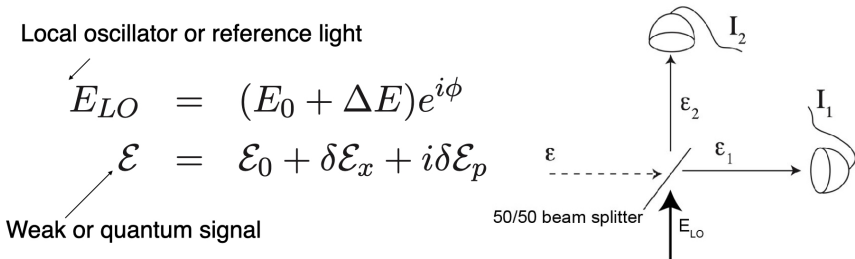 Local oscillator or reference light
E_{LO} = (E_0 + ΔE)e^{iϕ}
ℰ = ℰ_0 + δℰ_x + iδℰ_p
Weak or quantum signal
I_2
ε_2
I_1
ε
ε_1
50/50 beam splitter
E_{LO}